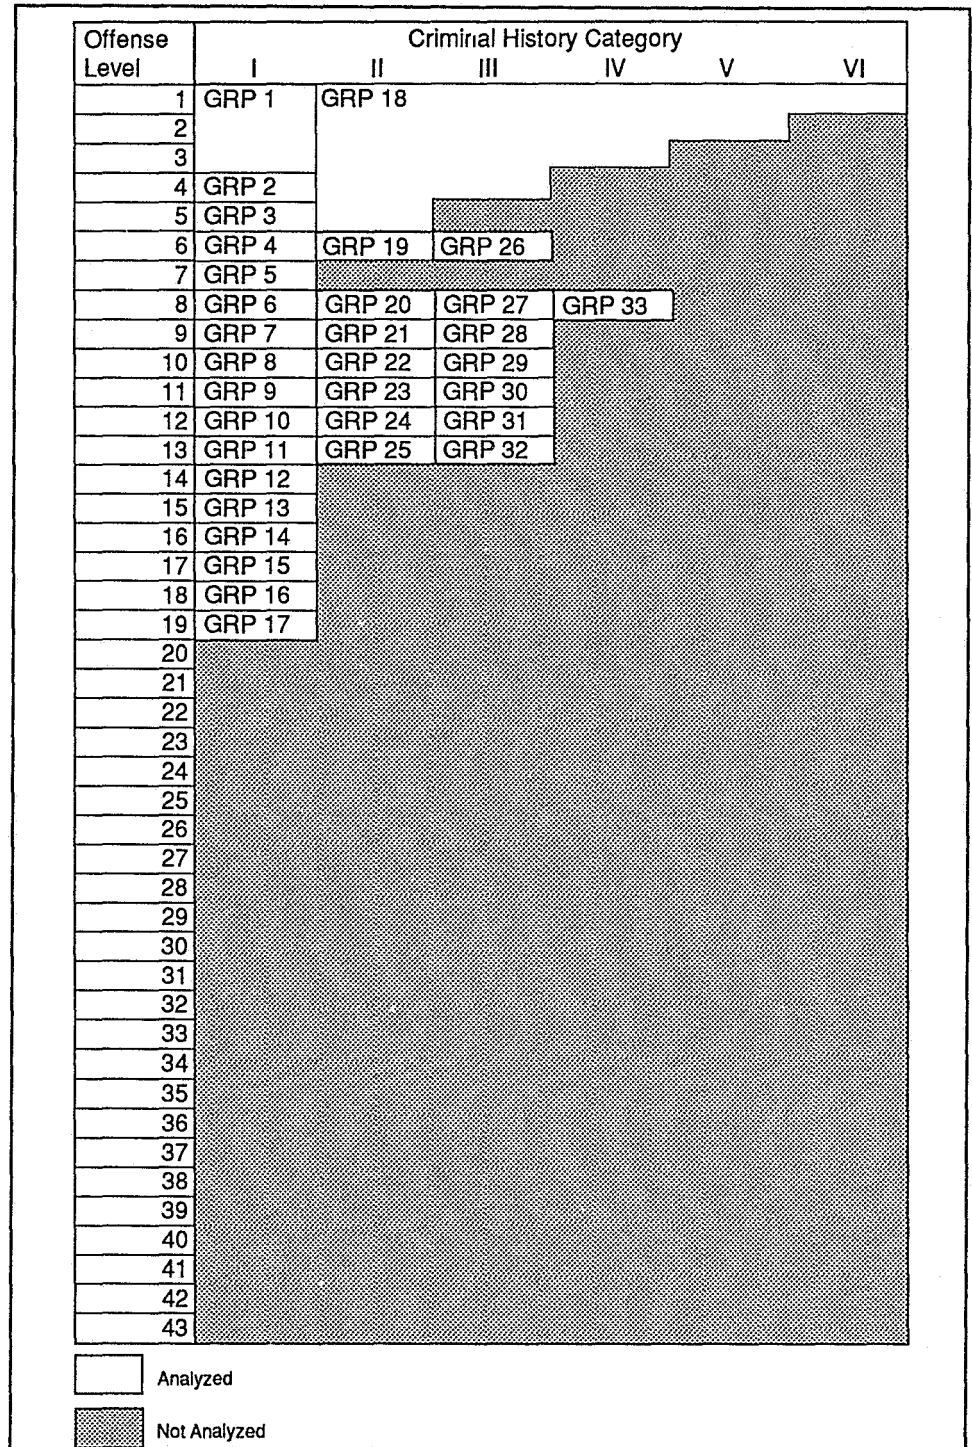 Offense Criminal History Category
Level I II III IV V VI
1 GRP 1 GRP 18
2
3
4 GRP 2
5 GRP 3
6 GRP 4 GRP 19 GRP 26
7 GRP 5
8 GRP 6 GRP 20 GRP 27 GRP 33
9 GRP 7 GRP 21 GRP 28
10 GRP 8 GRP 22 GRP 29
11 GRP 9 GRP 23 GRP 30
12 GRP 10 GRP 24 GRP 31
13 GRP 11 GRP 25 GRP 32
14 GRP 12
15 GRP 13
16 GRP 14
17 GRP 15
18 GRP 16
19 GRP 17
20
21
22
23
24
25
26
27
28
29
30
31
32
33
34
35
36
37
38
39
40
41
42
43
Analyzed
Not Analyzed